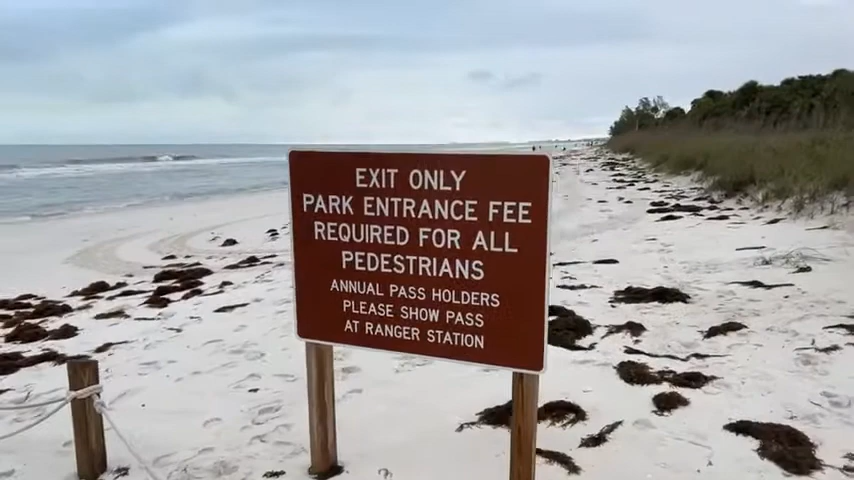 EXIT ONLY
PARK ENTRANCE FEE
REQUIRED FOR ALL
PEDESTRIANS
ANNUAL PASS HOLDERS
PLEASE SHOW PASS
AT RANGER STATION